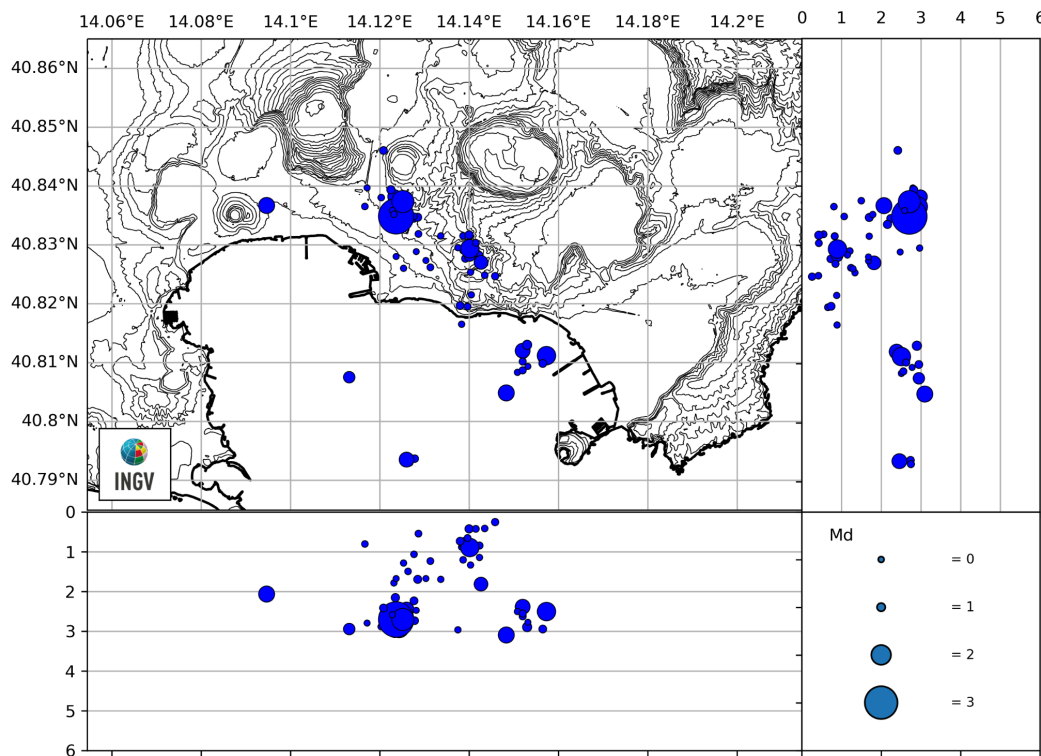 14.06°E 14.08°E 14.1°E 14.12°E 14.14°E 14.16°E 14.18°E 14.2°E 0 1 2 3 4 5 6
40.86°N
40.85°N
40.84°N
40.83°N
40.82°N
40.81°N
40.8°N
40.79°N
INGV
0
1
2
3
4
5
6
Md
= 0
= 1
= 2
= 3